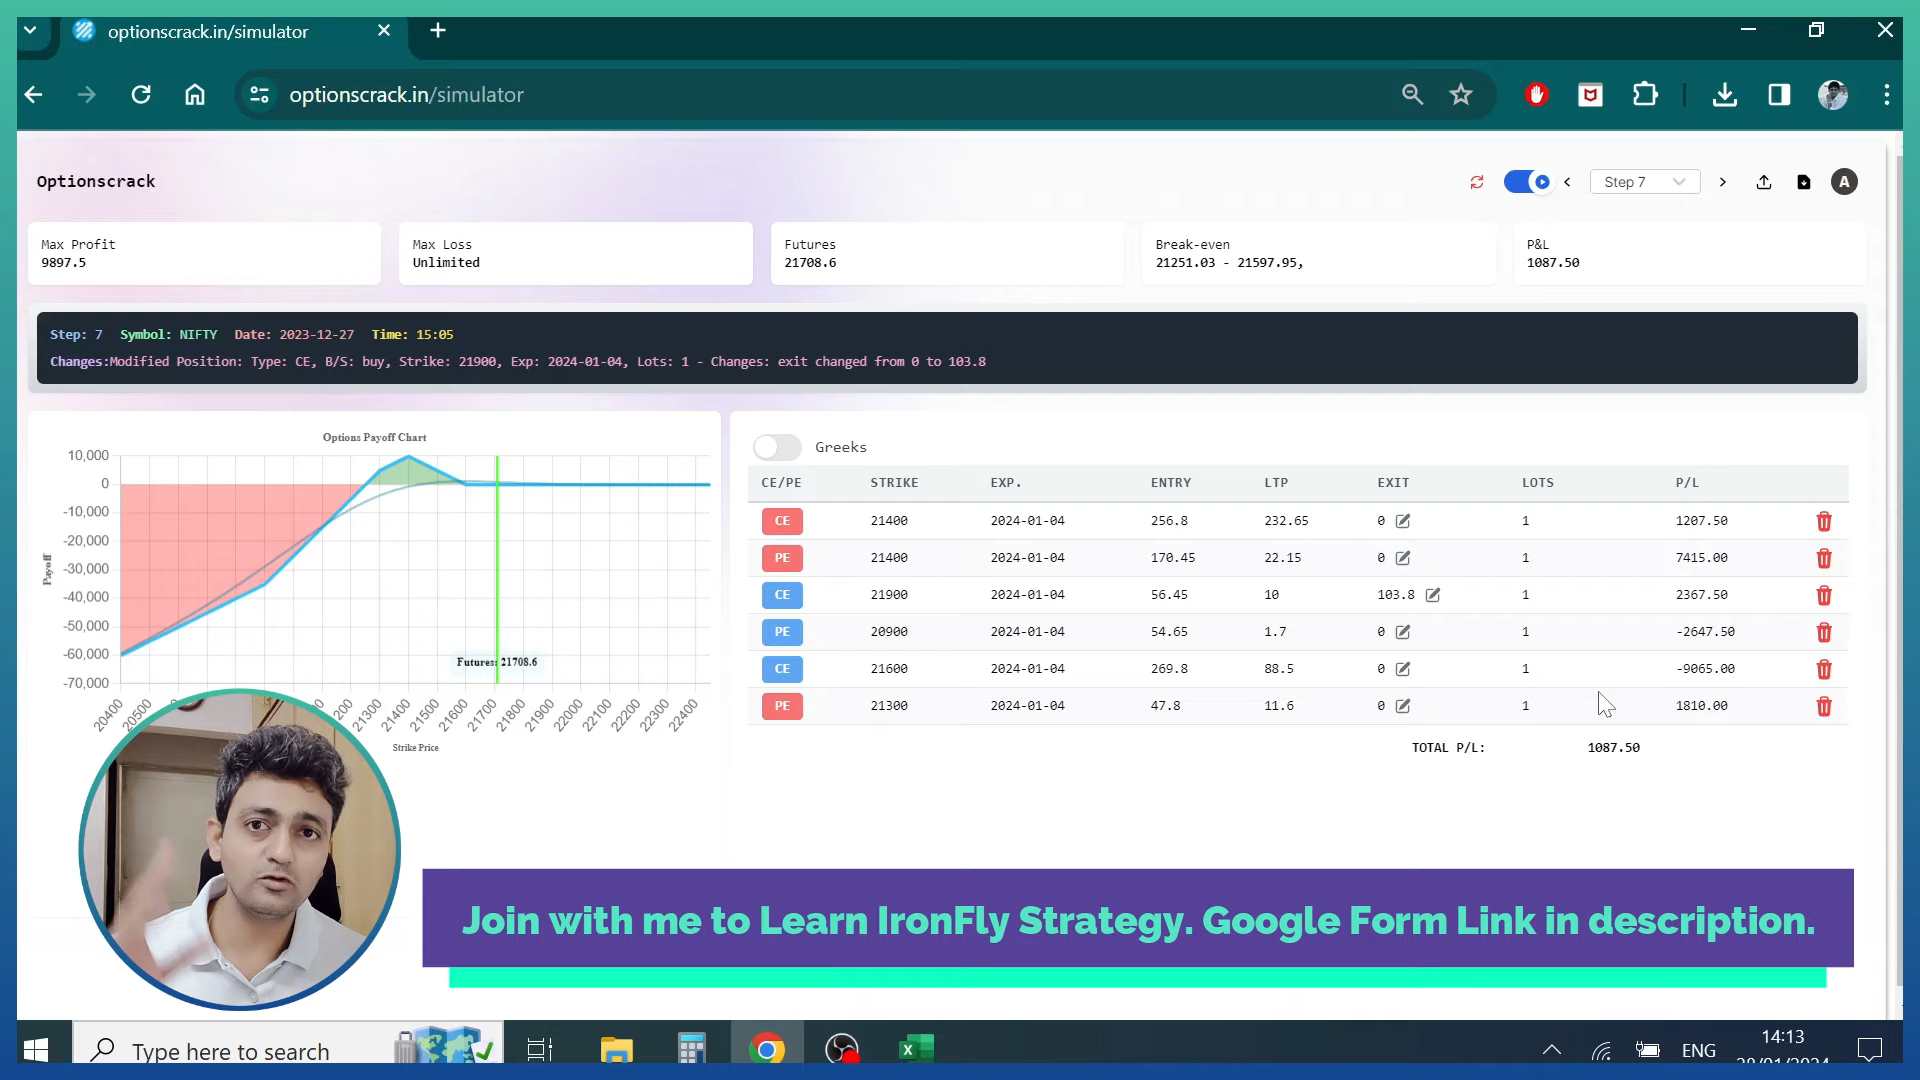 optionscrack.in/simulator
optionscrack.in/simulator
Optionscrack
Step 7
A
Max Profit
9897.5
Max Loss
Unlimited
Futures
21708.6
Break-even
21251.03 - 21597.95,
P&L
1087.50
Step: 7 Symbol: NIFTY Date: 2023-12-27 Time: 15:05
Changes:Modified Position: Type: CE, B/S: buy, Strike: 21900, Exp: 2024-01-04, Lots: 1 - Changes: exit changed from 0 to 103.8
Options Payoff Chart
10,000
0
-10,000
-20,000
-30,000
-40,000
-50,000
-60,000
-70,000
Payoff
Futures: 21708.6
20400 20500 200 21300 21400 21500 21600 21700 21800 21900 22000 22100 22200 22300 22400
Strike Price
Greeks
CE/PE STRIKE EXP. ENTRY LTP EXIT LOTS P/L
CE 21400 2024-01-04 256.8 232.65 0 1 1207.50
PE 21400 2024-01-04 170.45 22.15 0 1 7415.00
CE 21900 2024-01-04 56.45 10 103.8 1 2367.50
PE 20900 2024-01-04 54.65 1.7 0 1 -2647.50
CE 21600 2024-01-04 269.8 88.5 0 1 -9065.00
PE 21300 2024-01-04 47.8 11.6 0 1 1810.00
TOTAL P/L: 1087.50
Join with me to Learn IronFly Strategy. Google Form Link in description.
Type here to search
ENG
14:13
28/01/2024